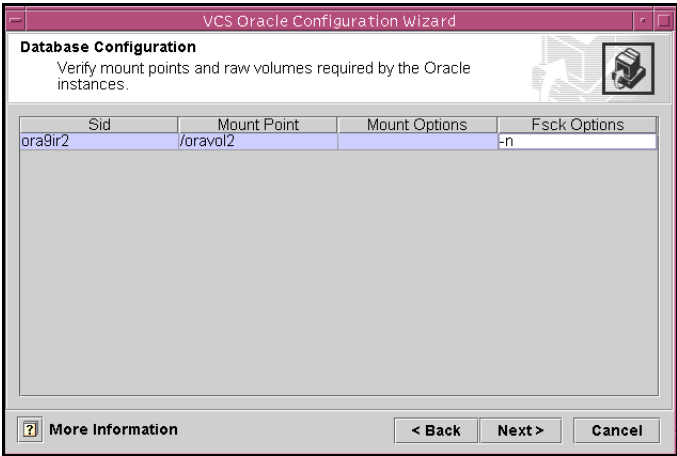 VCS Oracle Configuration Wizard
Database Configuration
Verify mount points and raw volumes required by the Oracle
instances.
Sid Mount Point Mount Options Fsck Options
ora9ir2 /oravol2 -n
? More Information < Back Next > Cancel